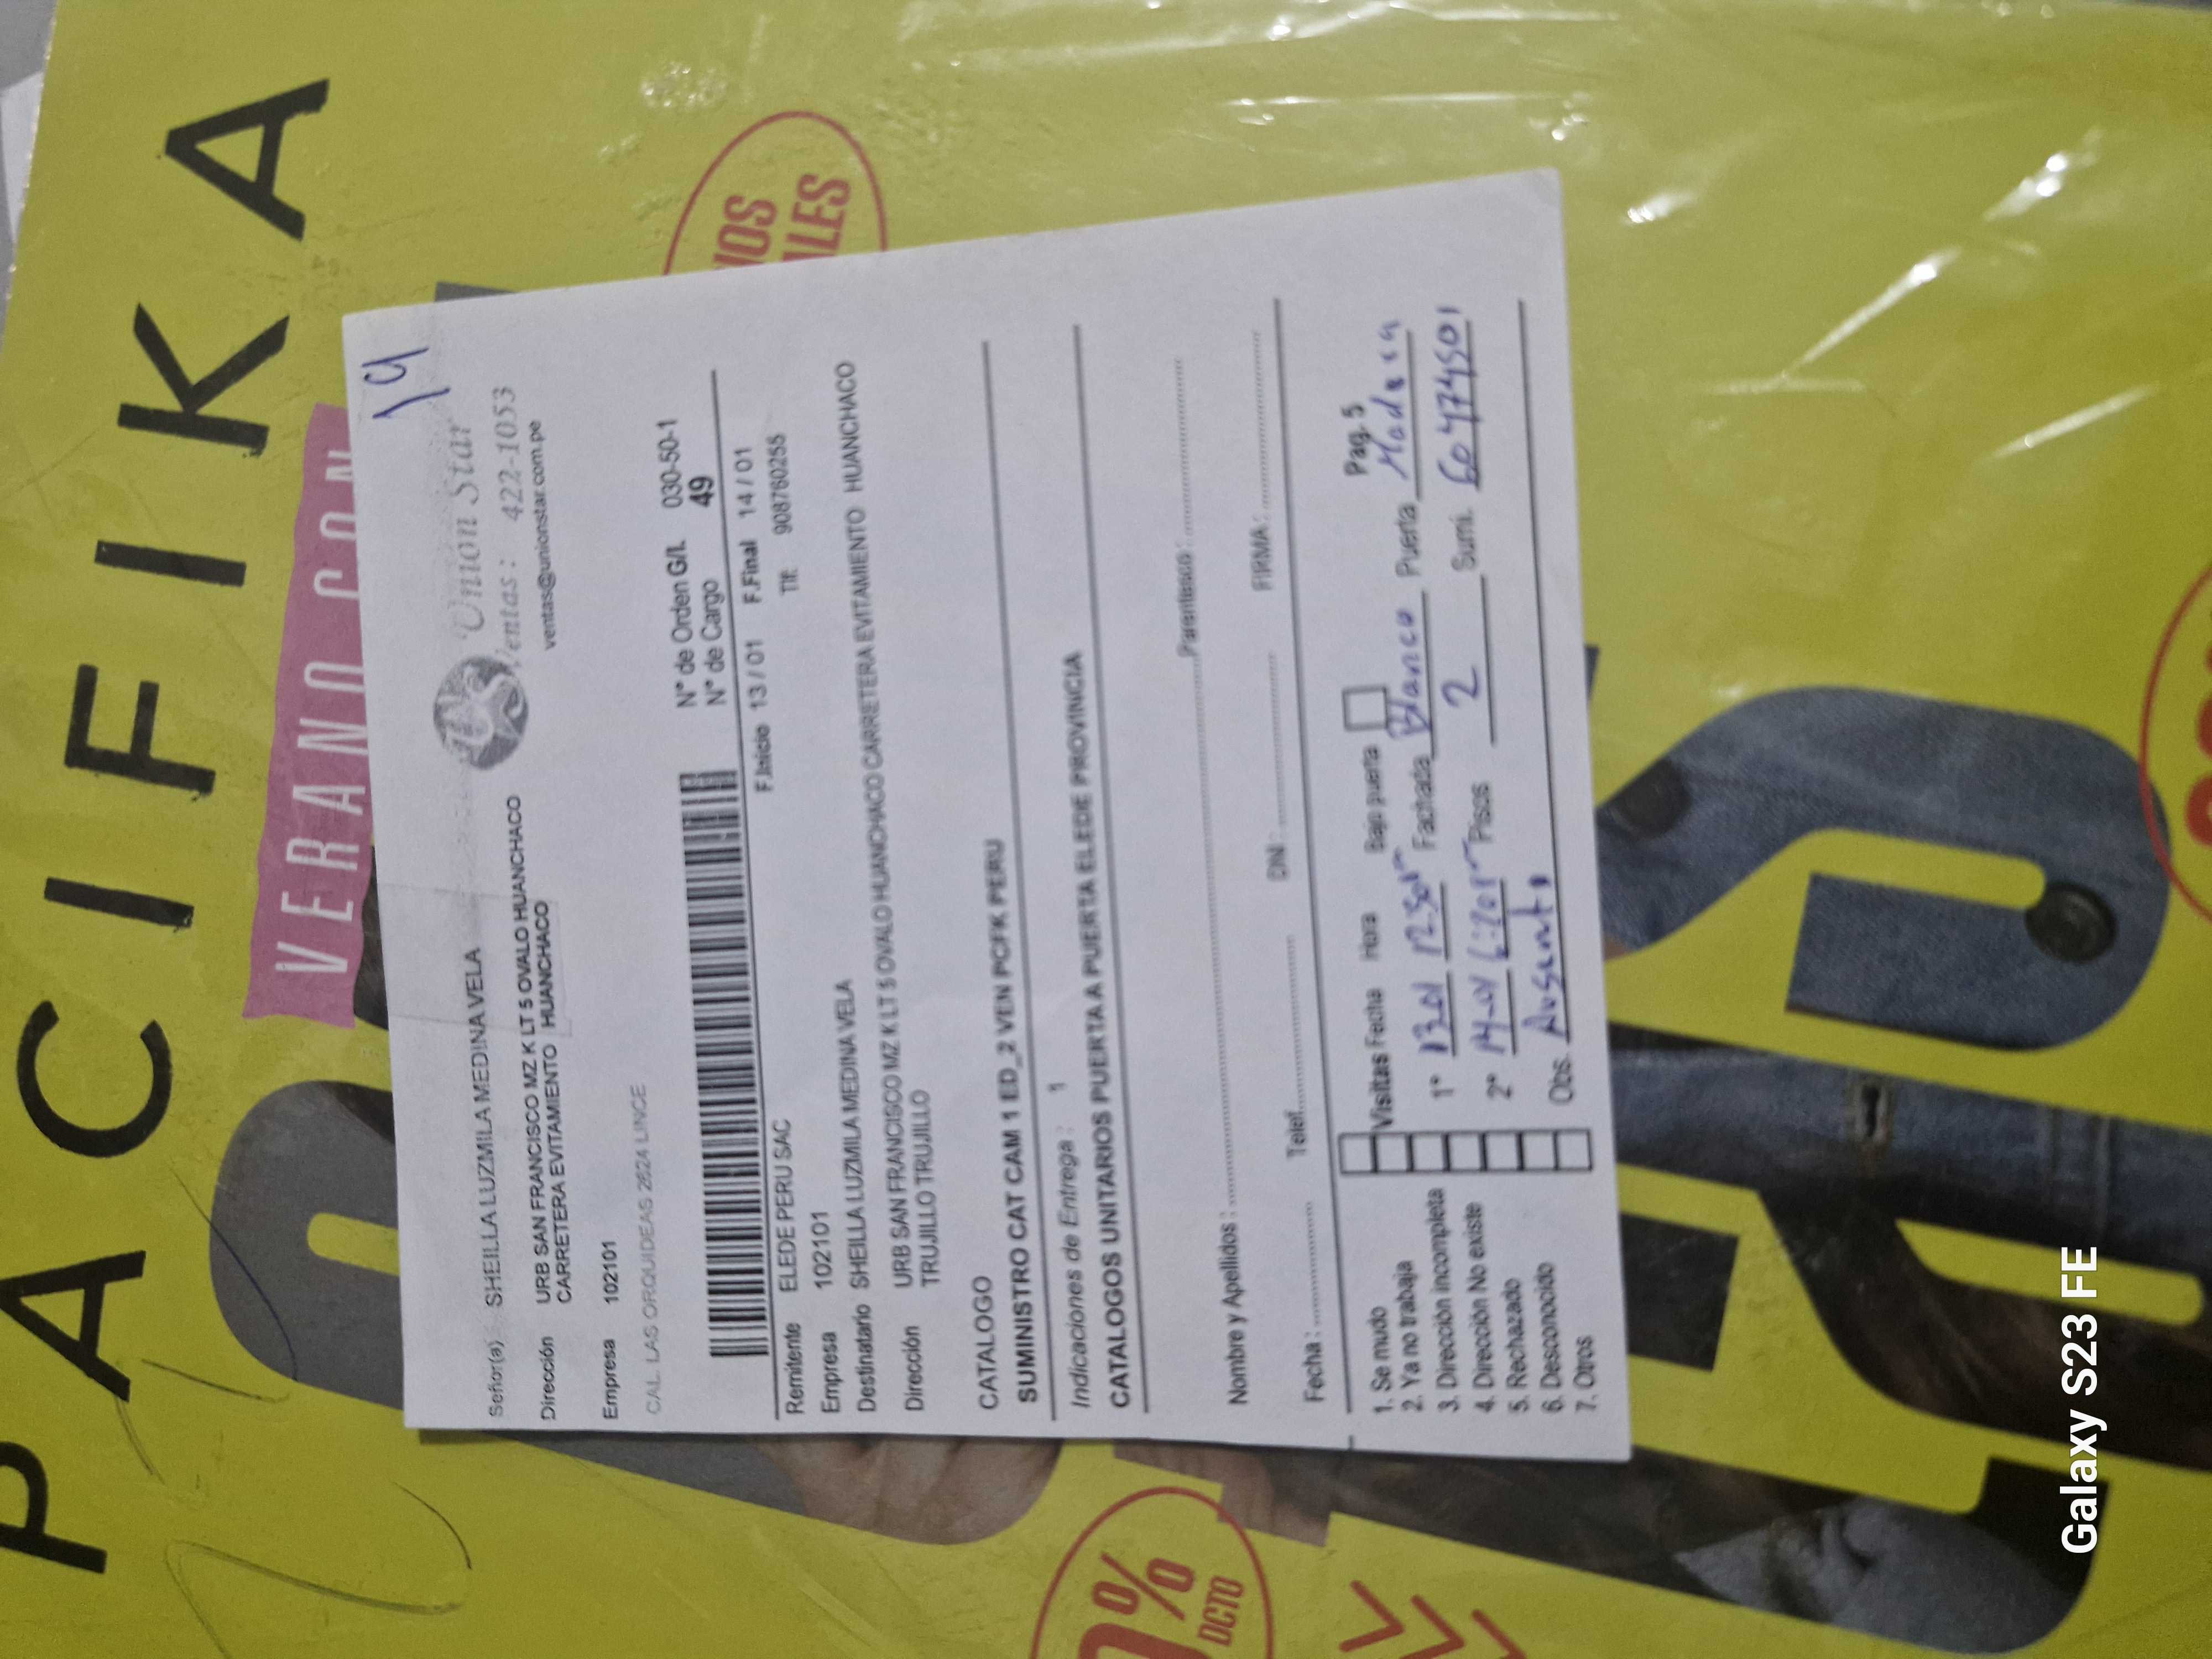 PACIFIKA
VERANO CON
19
Union Star
Ventas: 422-1053
ventas@unionstar.com.pe
Señor(a) SHEILLA LUZMILA MEDINA VELA
Dirección URB SAN FRANCISCO MZ K LT 5 OVALO HUANCHACO
CARRETERA EVITAMIENTO HUANCHACO
Empresa 102101
CAL. LAS ORQUIDEAS 2624 LINCE
N° de Orden G/L 030-50-1
N° de Cargo 49
F.Inicio 13/01 F.Final 14/01
Remitente ELEDE PERU SAC
Tlf. 908760255
Empresa 102101
Destinatario SHEILLA LUZMILA MEDINA VELA
Dirección URB SAN FRANCISCO MZ K LT 5 OVALO HUANCHACO CARRETERA EVITAMIENTO HUANCHACO
TRUJILLO TRUJILLO
CATALOGO
SUMINISTRO CAT CAM 1 ED_2 VEN PCFK PERU
Indicaciones de Entrega : 1
CATALOGOS UNITARIOS PUERTA A PUERTA ELEDE PROVINCIA
Nombre y Apellidos : Parentesco :
Fecha : Telef. DNI : FIRMA :
Pag. 5
1. Se mudo
2. Ya no trabaja
3. Dirección incompleta
4. Dirección No existe
5. Rechazado
6. Desconocido
7. Otros
Visitas Fecha Hora Bajo puerta
1° 13-01 12:50pm Fachada Blanco Puerta Madera
2° 14-01 6:20pm Pisos 2 Sumi. 60474501
Obs. Ausente
% DCTO
Galaxy S23 FE